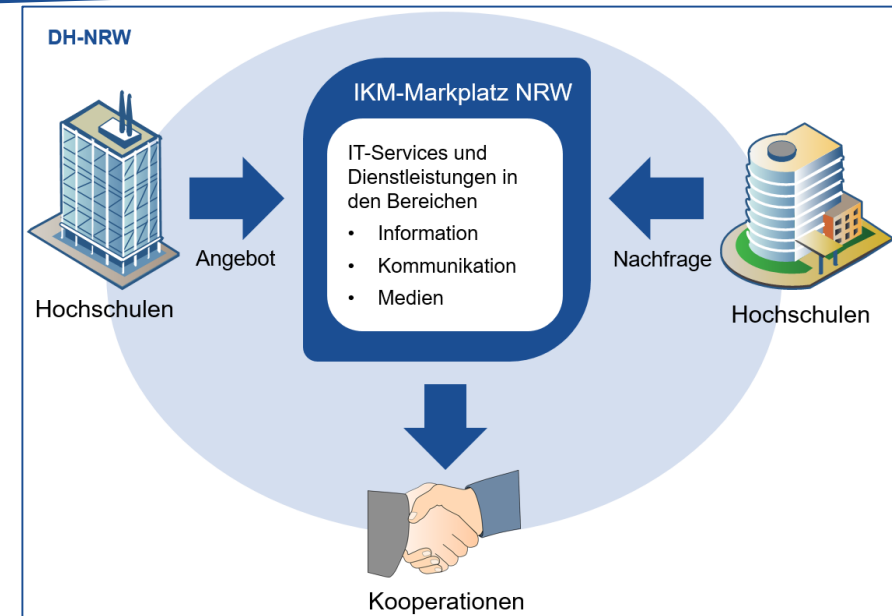 DH-NRW
IKM-Markplatz NRW
IT-Services und
Dienstleistungen in
den Bereichen
• Information
• Kommunikation
• Medien
Angebot
Nachfrage
Hochschulen
Hochschulen
Kooperationen